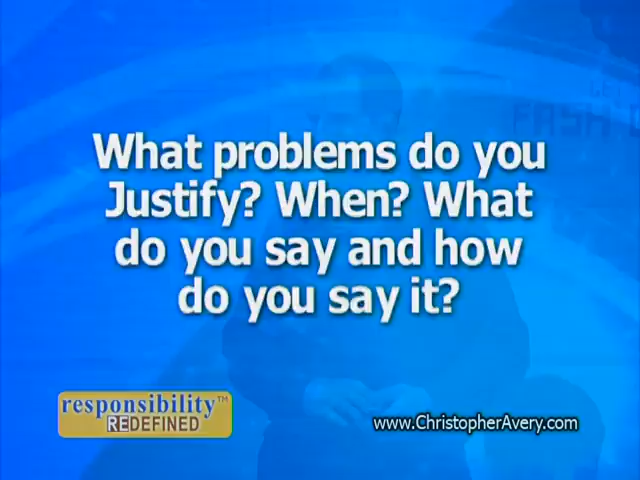 What problems do you
Justify? When? What
do you say and how
do you say it?
responsibility™
REDEFINED
www.ChristopherAvery.com